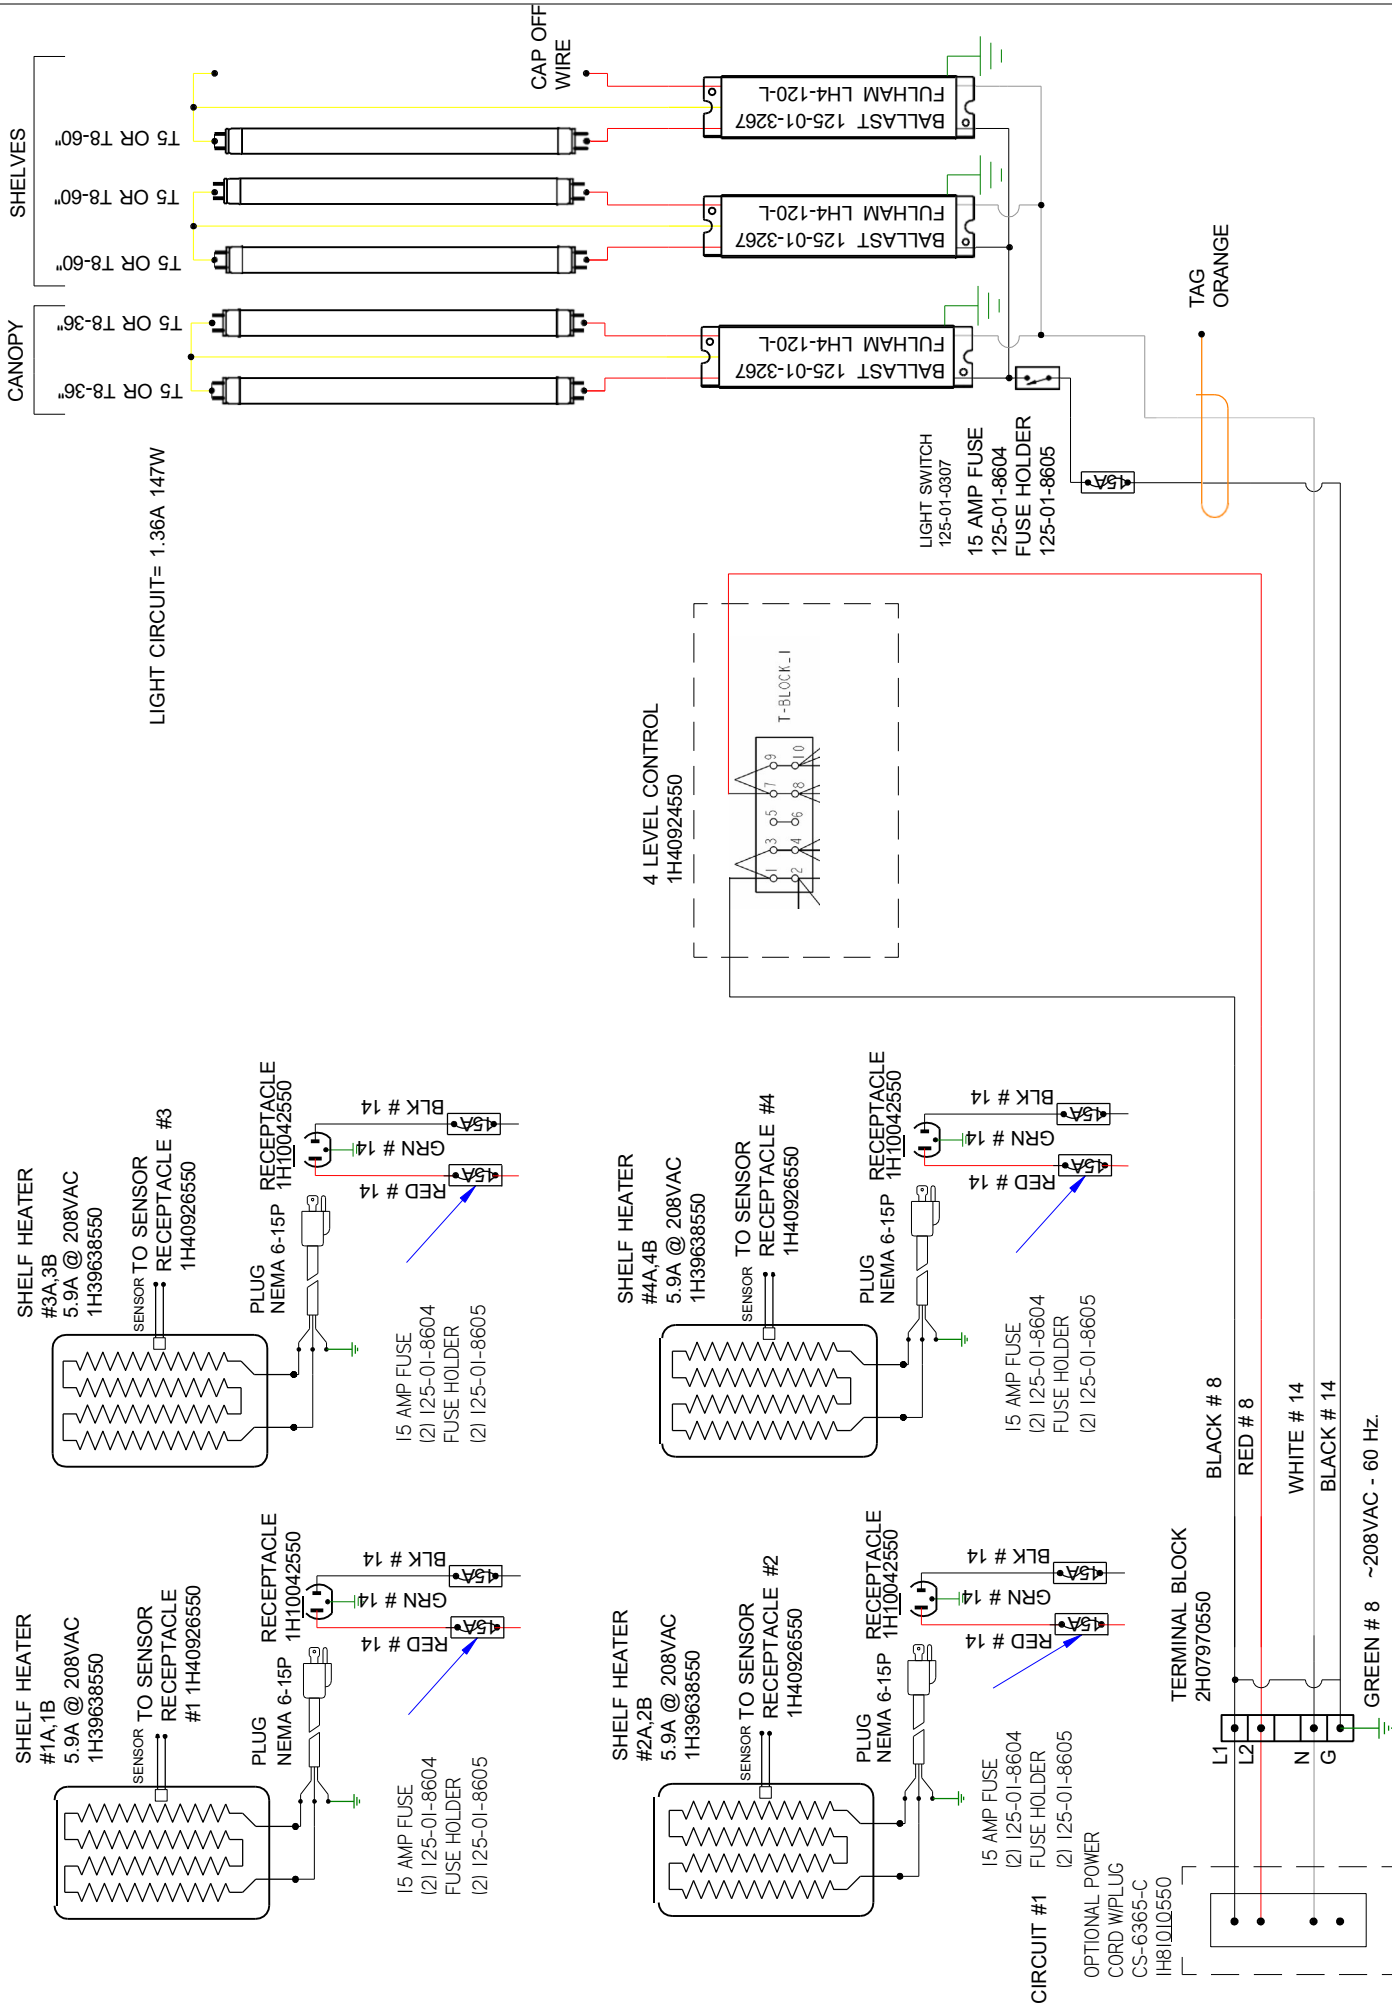 SHELF HEATER
#1A,1B
5.9A @ 208VAC
1H39638550
SENSOR
TO SENSOR
RECEPTACLE
#1 1H40926550
PLUG
NEMA 6-15P
RECEPTACLE
1H10042550
RED # 14
GRN # 14
BLK # 14
15A
15A
15 AMP FUSE
(2) 125-01-8604
FUSE HOLDER
(2) 125-01-8605
SHELF HEATER
#3A,3B
5.9A @ 208VAC
1H39638550
SENSOR
TO SENSOR
RECEPTACLE #3
1H40926550
PLUG
NEMA 6-15P
RECEPTACLE
1H10042550
RED # 14
GRN # 14
BLK # 14
15A
15A
15 AMP FUSE
(2) 125-01-8604
FUSE HOLDER
(2) 125-01-8605
SHELF HEATER
#2A,2B
5.9A @ 208VAC
1H39638550
SENSOR
TO SENSOR
RECEPTACLE #2
1H40926550
PLUG
NEMA 6-15P
RECEPTACLE
1H10042550
RED # 14
GRN # 14
BLK # 14
15A
15A
15 AMP FUSE
(2) 125-01-8604
FUSE HOLDER
(2) 125-01-8605
SHELF HEATER
#4A,4B
5.9A @ 208VAC
1H39638550
SENSOR
TO SENSOR
RECEPTACLE #4
1H40926550
PLUG
NEMA 6-15P
RECEPTACLE
1H10042550
RED # 14
GRN # 14
BLK # 14
15A
15A
15 AMP FUSE
(2) 125-01-8604
FUSE HOLDER
(2) 125-01-8605
LIGHT CIRCUIT= 1.36A 147W
CANOPY
T5 OR T8-36"
T5 OR T8-36"
SHELVES
T5 OR T8-60"
T5 OR T8-60"
T5 OR T8-60"
CAP OFF
WIRE
BALLAST 125-01-3267
FULHAM LH4-120-L
BALLAST 125-01-3267
FULHAM LH4-120-L
BALLAST 125-01-3267
FULHAM LH4-120-L
4 LEVEL CONTROL
1H40924550
1 3 5 7 9
2 4 6 8 10
T-BLOCK_1
LIGHT SWITCH
125-01-0307
15 AMP FUSE
125-01-8604
FUSE HOLDER
125-01-8605
15A
TAG
ORANGE
CIRCUIT #1
OPTIONAL POWER
CORD W/PLUG
CS-6365-C
1H81010550
TERMINAL BLOCK
2H07970550
L1
L2
N
G
BLACK # 8
RED # 8
WHITE # 14
BLACK # 14
GREEN # 8
~208VAC - 60 Hz.